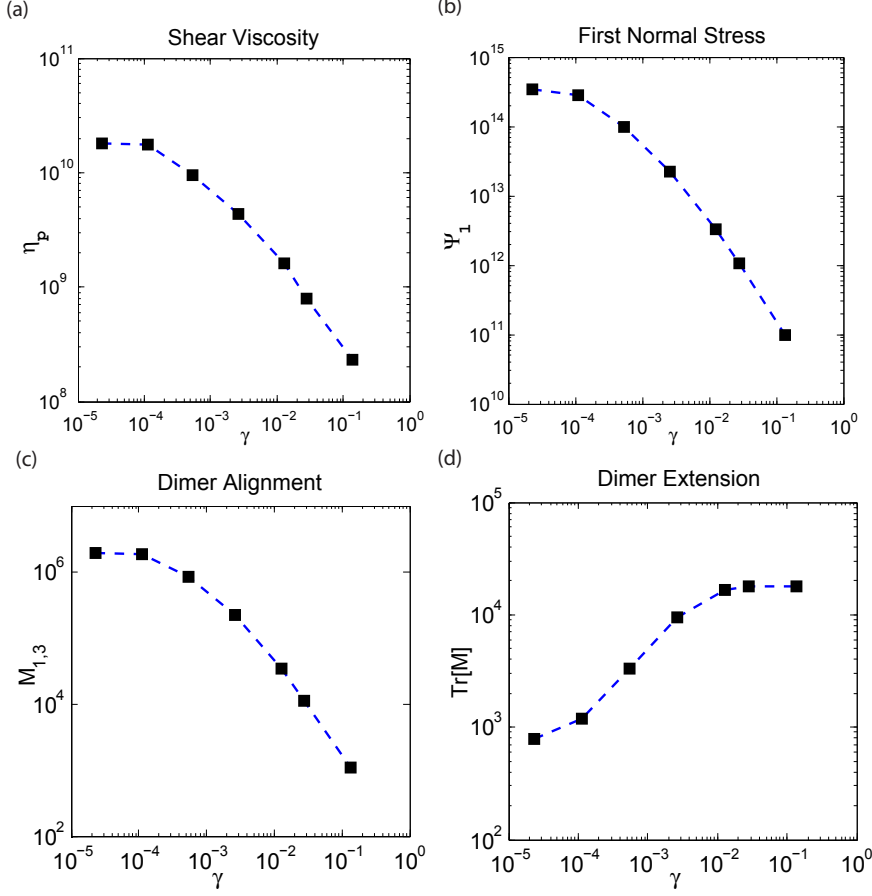 (a)
Shear Viscosity
10^11
10^10
10^9
10^8
η_p
10^−5 10^−4 10^−3 10^−2 10^−1 10^0
γ
(b)
First Normal Stress
10^15
10^14
10^13
10^12
10^11
10^10
Ψ_1
10^−5 10^−4 10^−3 10^−2 10^−1 10^0
γ
(c)
Dimer Alignment
10^6
10^4
10^2
M_1,3
10^−5 10^−4 10^−3 10^−2 10^−1 10^0
γ
(d)
Dimer Extension
10^5
10^4
10^3
10^2
Tr[M]
10^−5 10^−4 10^−3 10^−2 10^−1 10^0
γ